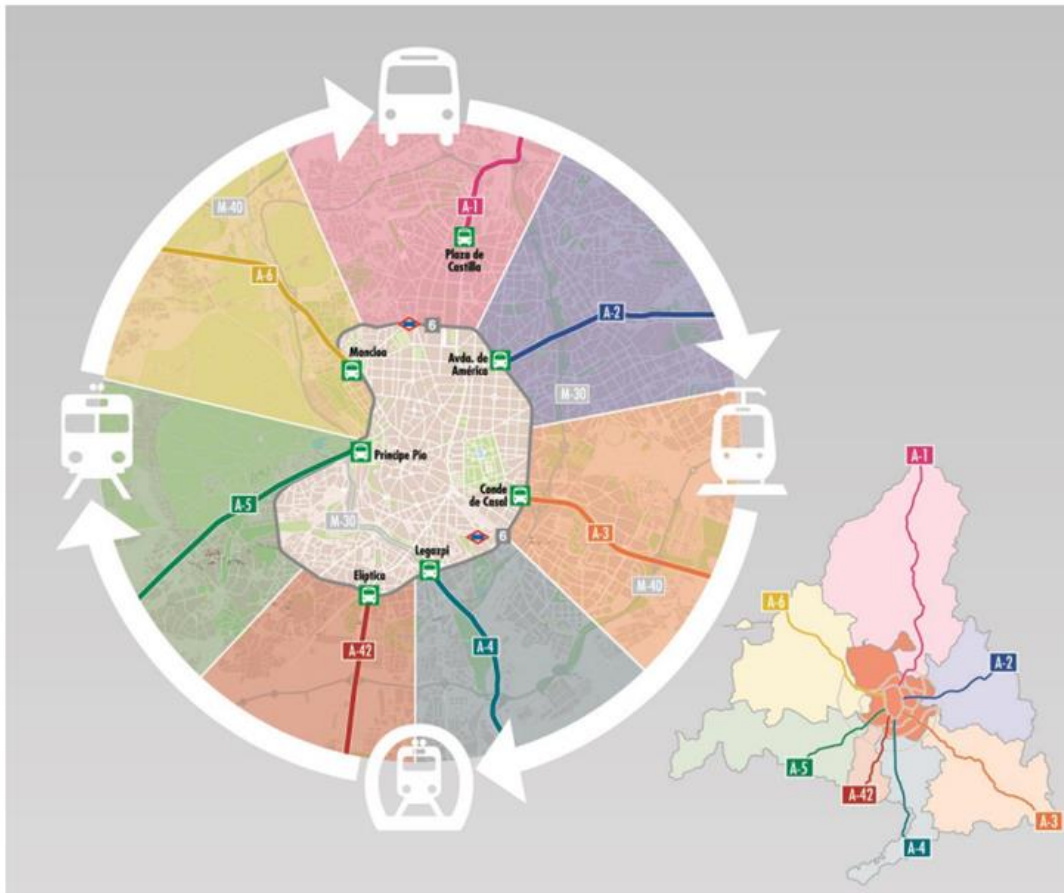 M-40
A-1
Plaza de
Castilla
A-6
A-2
6
Moncloa
Avda. de
América
M-30
Príncipe Pío
A-5
Conde
de Casal
M-30
A-3
6
Legazpi
M-40
Elíptica
A-42
A-4
A-1
A-6
A-2
A-5
A-42
A-3
A-4